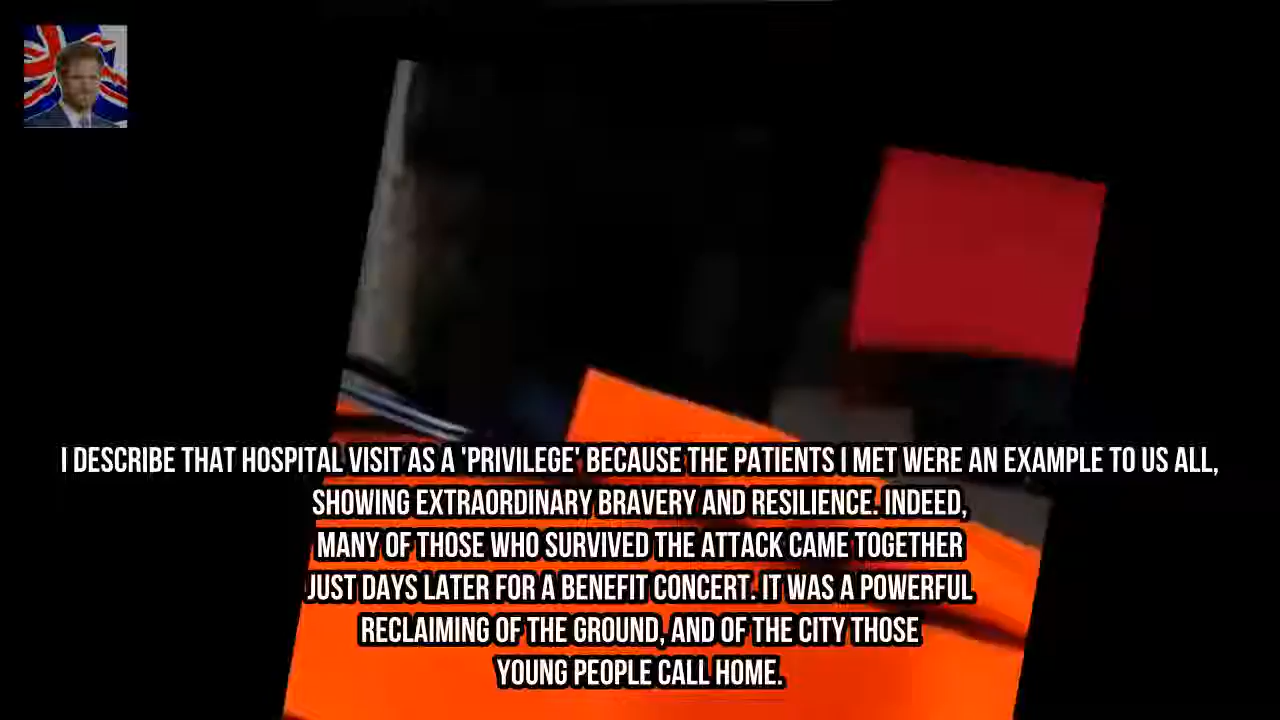 I DESCRIBE THAT HOSPITAL VISIT AS A 'PRIVILEGE' BECAUSE THE PATIENTS I MET WERE AN EXAMPLE TO US ALL,
SHOWING EXTRAORDINARY BRAVERY AND RESILIENCE. INDEED,
MANY OF THOSE WHO SURVIVED THE ATTACK CAME TOGETHER
JUST DAYS LATER FOR A BENEFIT CONCERT. IT WAS A POWERFUL
RECLAIMING OF THE GROUND, AND OF THE CITY THOSE
YOUNG PEOPLE CALL HOME.